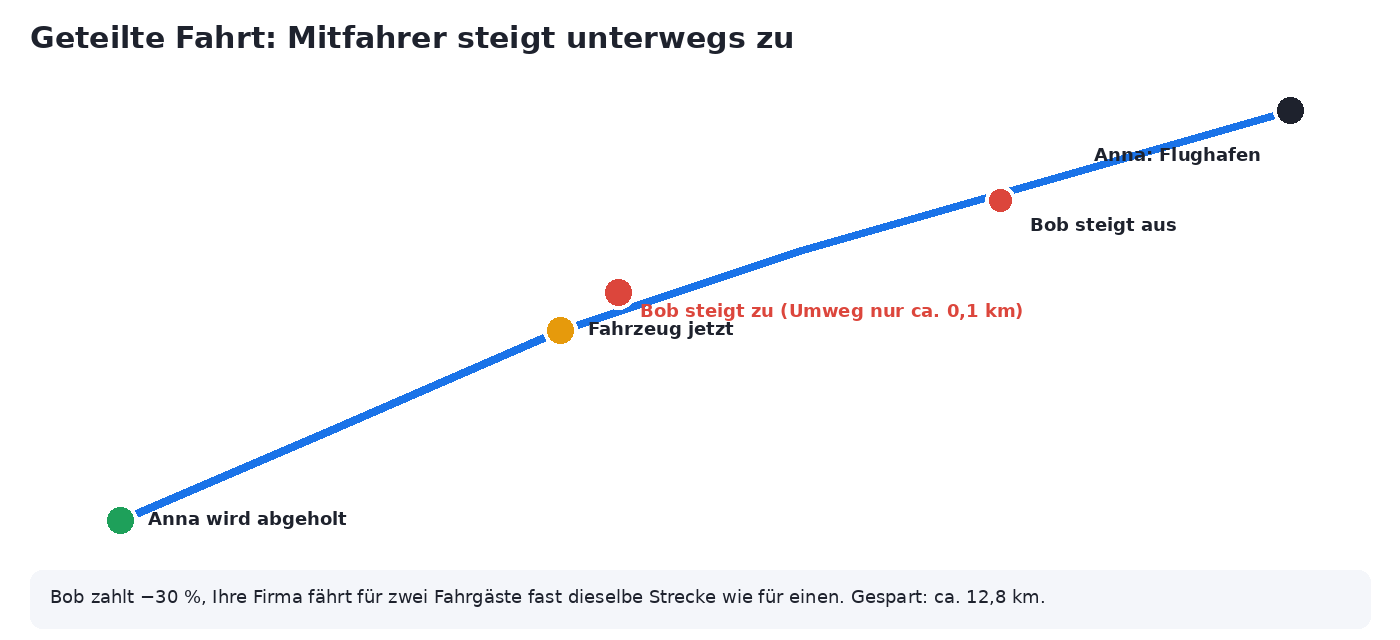 Geteilte Fahrt: Mitfahrer steigt unterwegs zu
Anna: Flughafen
Bob steigt aus
Bob steigt zu (Umweg nur ca. 0,1 km)
Fahrzeug jetzt
Anna wird abgeholt
Bob zahlt −30 %, Ihre Firma fährt für zwei Fahrgäste fast dieselbe Strecke wie für einen. Gespart: ca. 12,8 km.